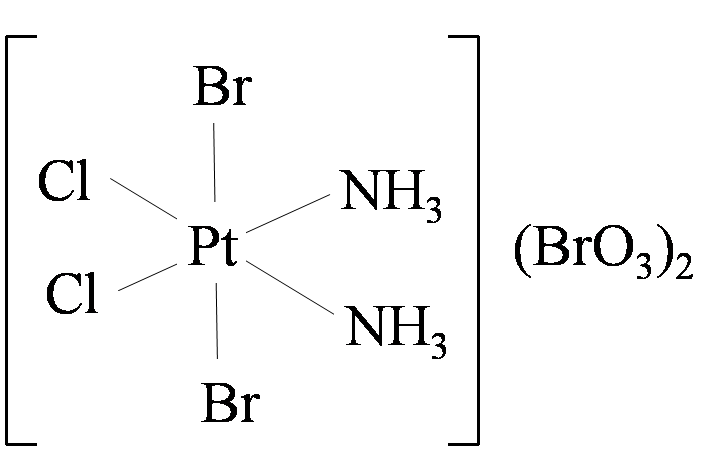 Br
Cl
NH₃
Pt
(BrO₃)₂
Cl
NH₃
Br